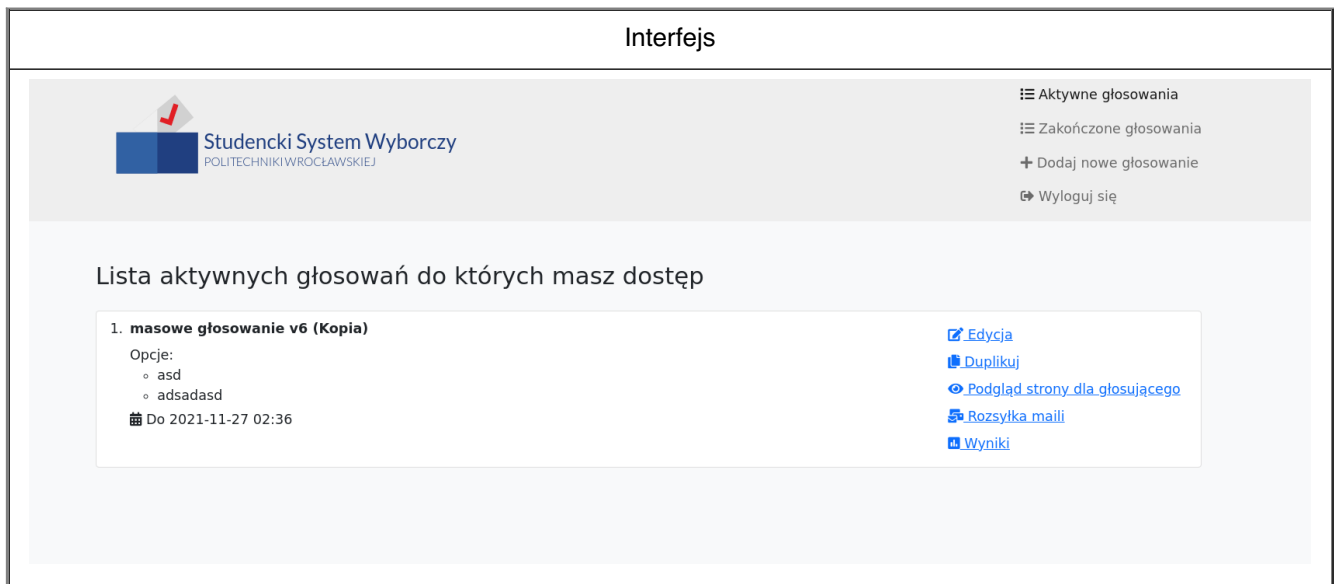 Interfejs
Studencki System Wyborczy
POLITECHNIKI WROCŁAWSKIEJ
Aktywne głosowania
Zakończone głosowania
Dodaj nowe głosowanie
Wyloguj się
Lista aktywnych głosowań do których masz dostęp
1. masowe głosowanie v6 (Kopia)
Opcje:
asd
adsadasd
Do 2021-11-27 02:36
Edycja
Duplikuj
Podgląd strony dla głosującego
Rozsyłka maili
Wyniki